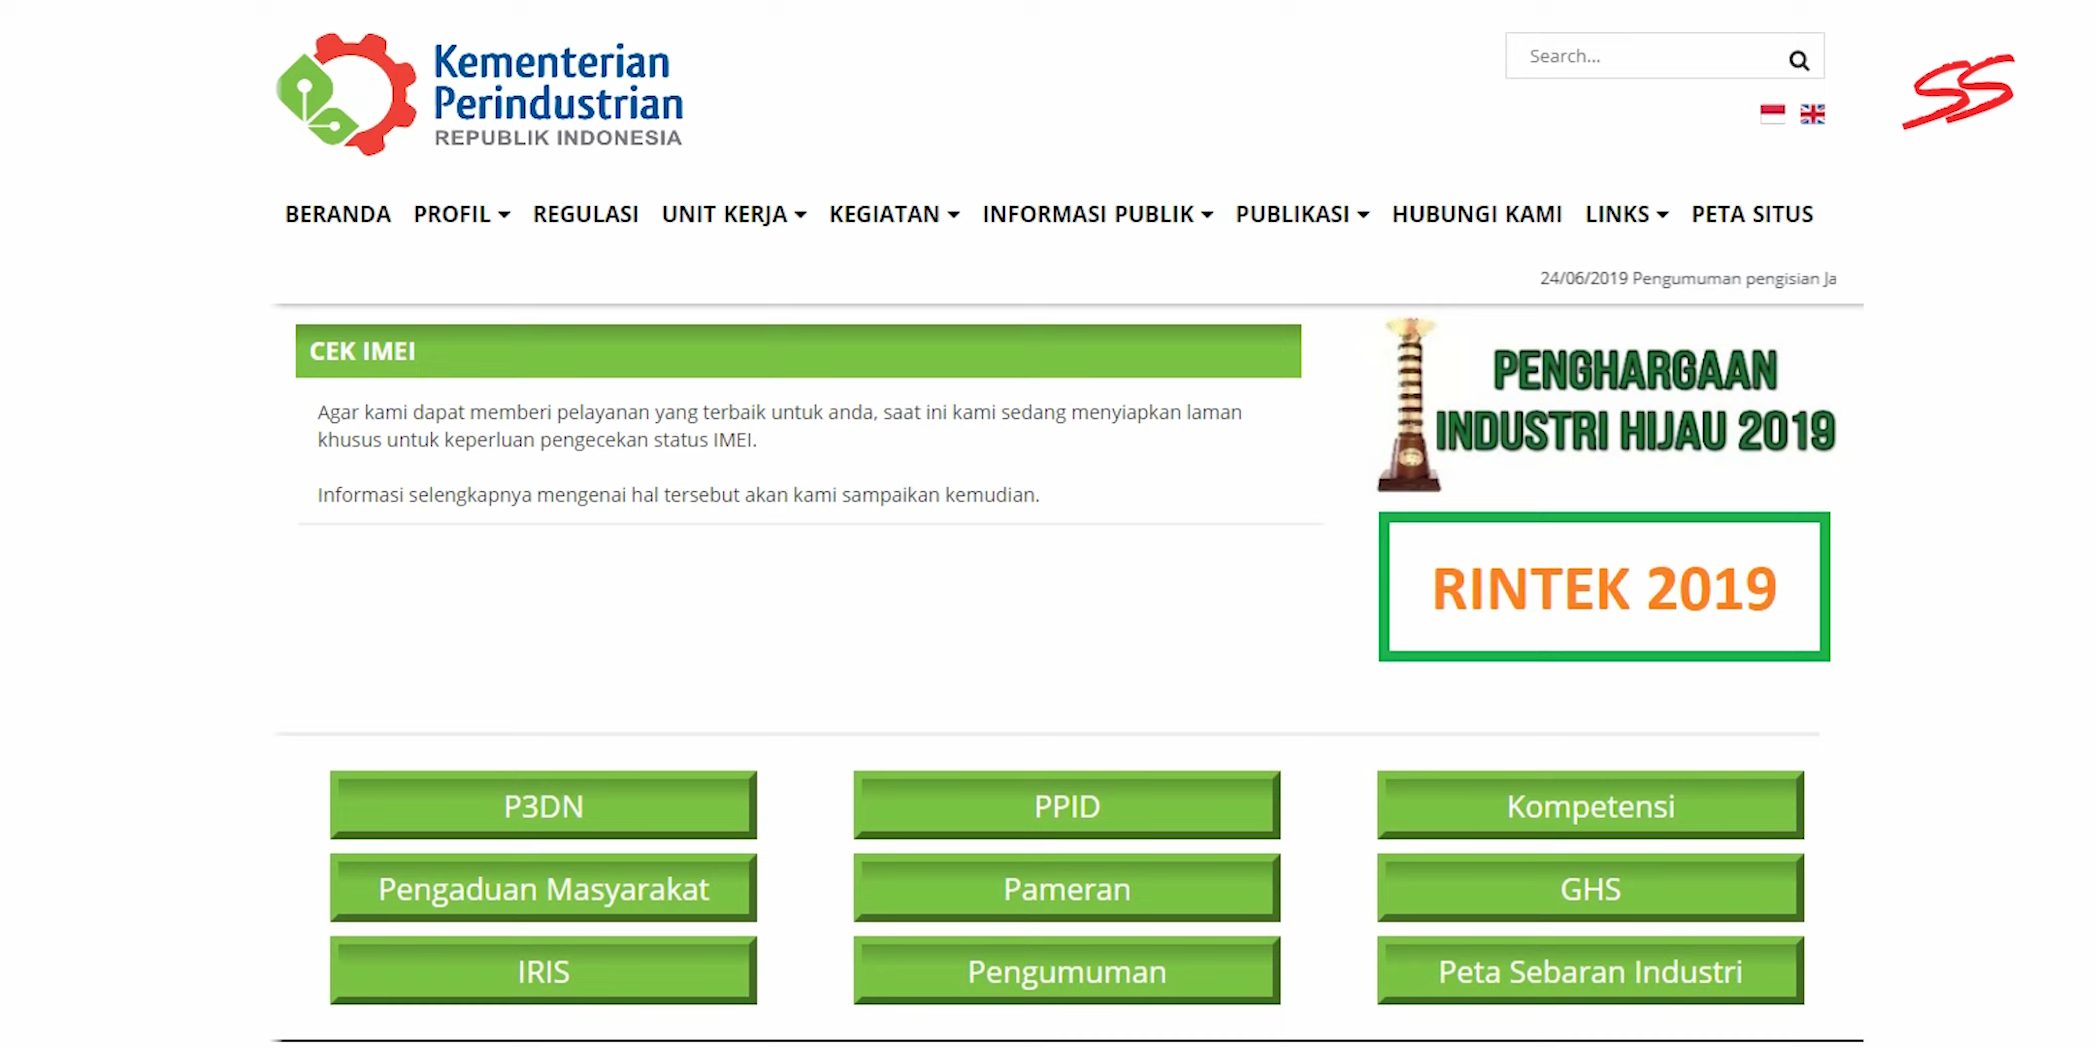 Kementerian
Perindustrian
REPUBLIK INDONESIA
Search...
SS
BERANDA PROFIL REGULASI UNIT KERJA KEGIATAN INFORMASI PUBLIK PUBLIKASI HUBUNGI KAMI LINKS PETA SITUS
24/06/2019 Pengumuman pengisian Ja
CEK IMEI
Agar kami dapat memberi pelayanan yang terbaik untuk anda, saat ini kami sedang menyiapkan laman
khusus untuk keperluan pengecekan status IMEI.
Informasi selengkapnya mengenai hal tersebut akan kami sampaikan kemudian.
PENGHARGAAN
INDUSTRI HIJAU 2019
RINTEK 2019
P3DN
PPID
Kompetensi
Pengaduan Masyarakat
Pameran
GHS
IRIS
Pengumuman
Peta Sebaran Industri